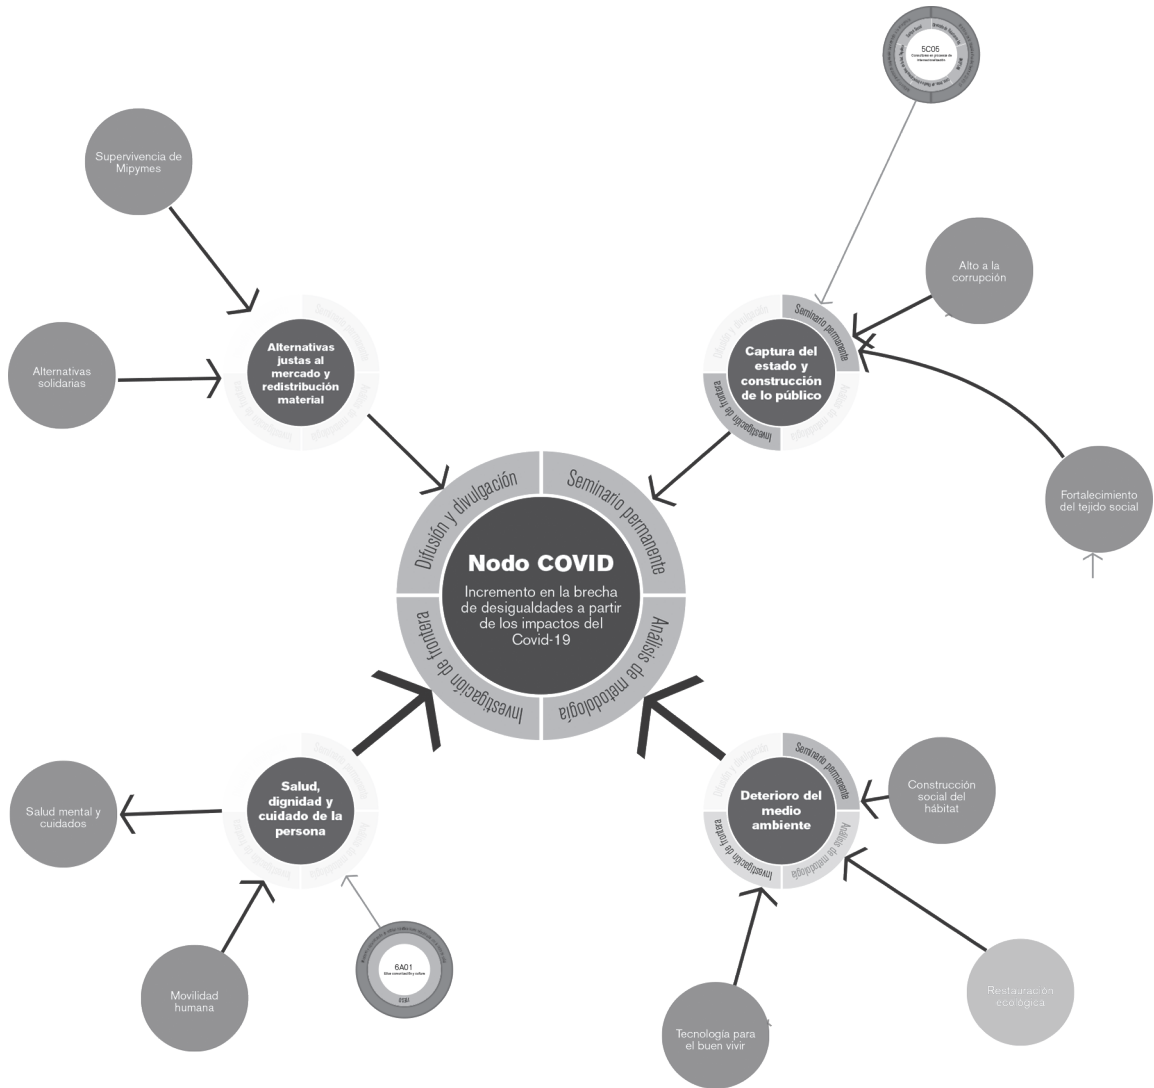 5C05
Supervivencia de
Mipymes
Alto a la
corrupción
Alternativas
solidarias
Alternativas
justas al
mercado y
redistribución
material
Seminario permanente
Investigación de frontera
Captura del
estado y
construcción
de lo público
Fortalecimiento
del tejido social
Difusión y divulgación
Seminario permanente
Investigación de frontera
Análisis de metodología
Nodo COVID
Incremento en la brecha
de desigualdades a partir
de los impactos del
Covid-19
Salud mental y
cuidados
Salud,
dignidad y
cuidado de la
persona
Seminario permanente
Investigación de frontera
Análisis de metodología
Deterioro del
medio
ambiente
Construcción
social del
hábitat
Movilidad
humana
6A01
Tecnología para
el buen vivir
Restauración
ecológica